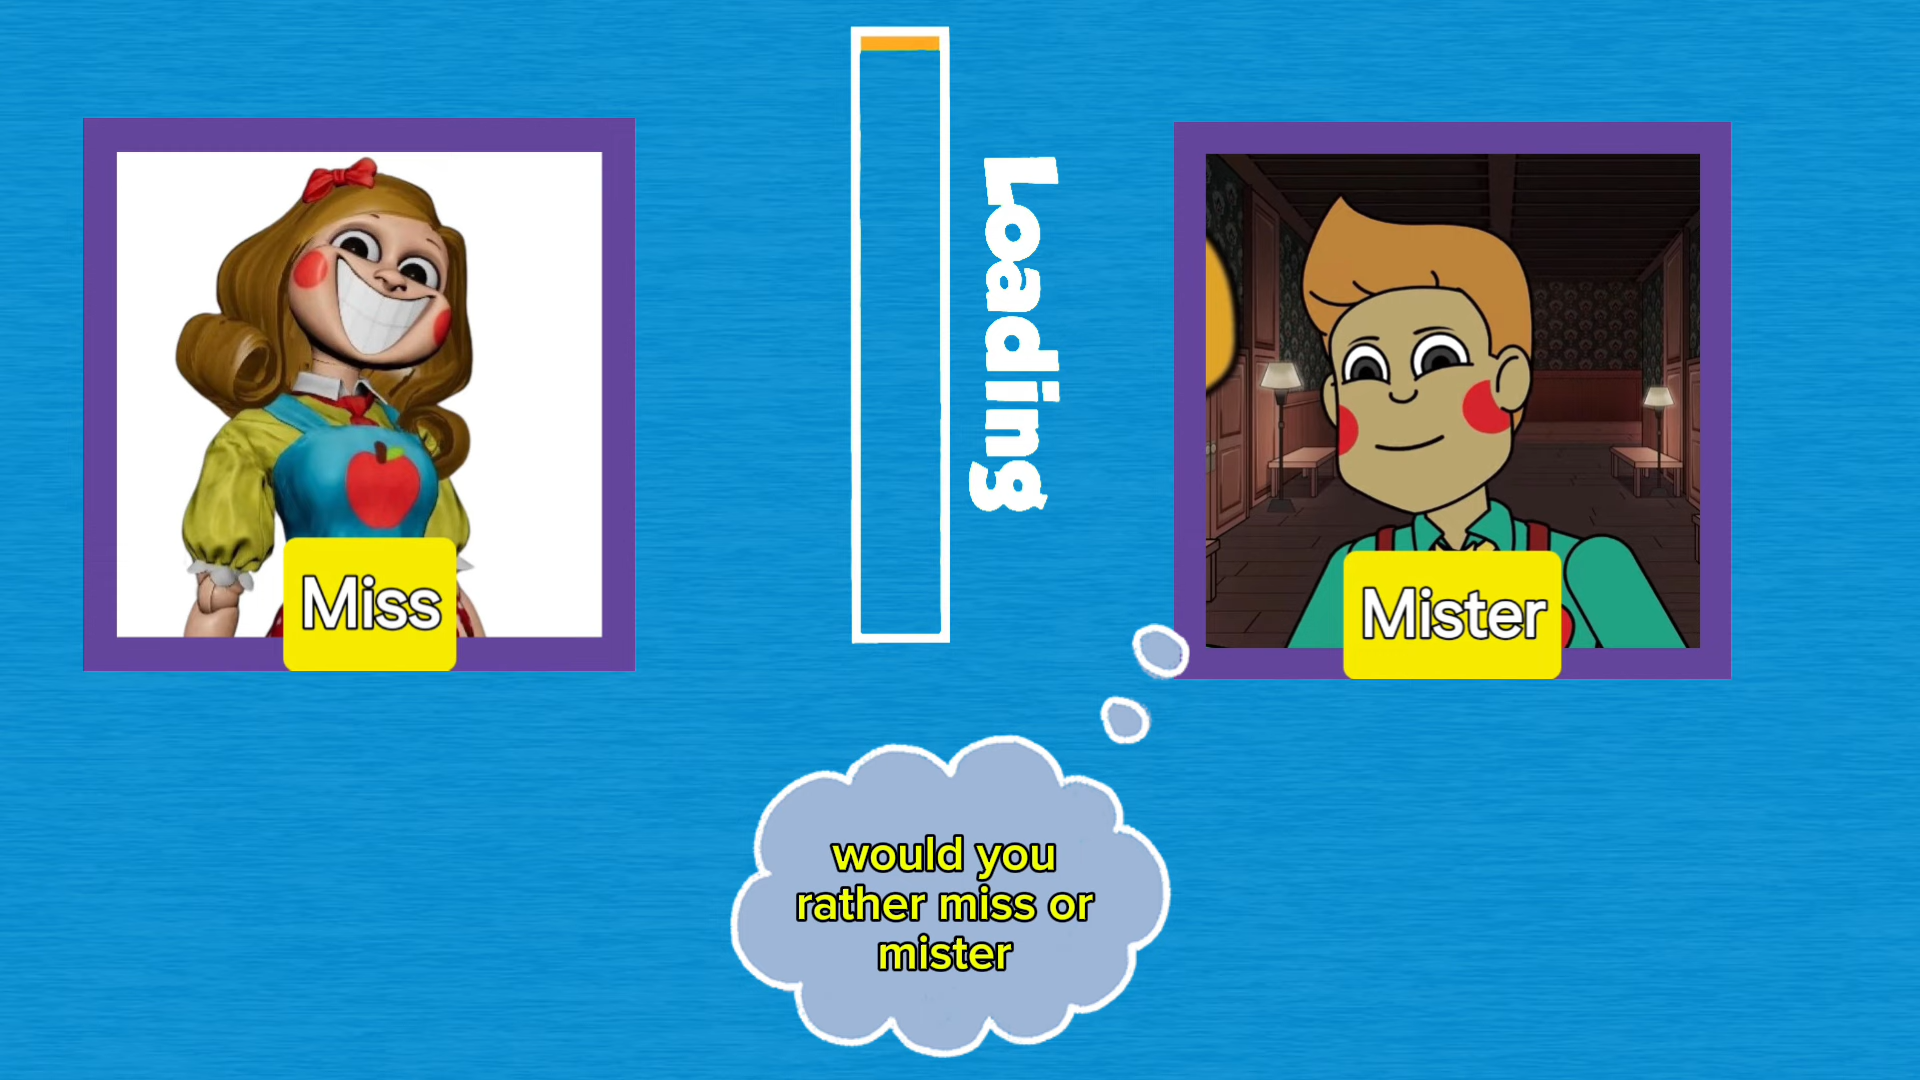 Loading
Miss
Mister
would you
rather miss or
mister